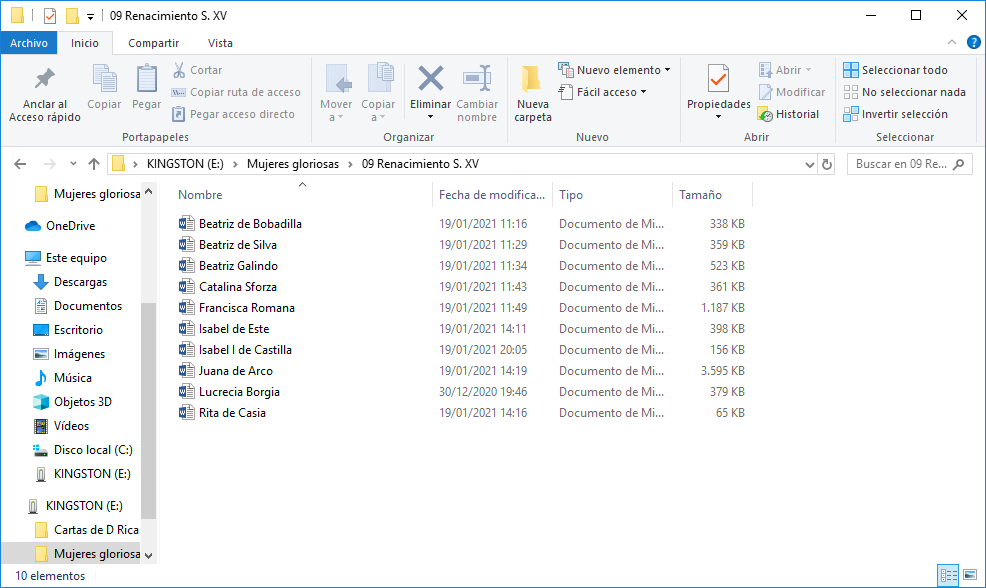 09 Renacimiento S. XV
Archivo Inicio Compartir Vista
Anclar al Acceso rápido
Copiar
Pegar
Cortar
Copiar ruta de acceso
Pegar acceso directo
Portapapeles
Mover a
Copiar a
Eliminar
Cambiar nombre
Organizar
Nueva carpeta
Nuevo elemento
Fácil acceso
Nuevo
Propiedades
Abrir
Modificar
Historial
Abrir
Seleccionar todo
No seleccionar nada
Invertir selección
Seleccionar
KINGSTON (E:) > Mujeres gloriosas > 09 Renacimiento S. XV
Buscar en 09 Re...
Mujeres gloriosa
OneDrive
Este equipo
Descargas
Documentos
Escritorio
Imágenes
Música
Objetos 3D
Vídeos
Disco local (C:)
KINGSTON (E:)
KINGSTON (E:)
Cartas de D Rica
Mujeres gloriosa
Nombre Fecha de modifica... Tipo Tamaño
Beatriz de Bobadilla 19/01/2021 11:16 Documento de Mi... 338 KB
Beatriz de Silva 19/01/2021 11:29 Documento de Mi... 359 KB
Beatriz Galindo 19/01/2021 11:34 Documento de Mi... 523 KB
Catalina Sforza 19/01/2021 11:43 Documento de Mi... 361 KB
Francisca Romana 19/01/2021 11:49 Documento de Mi... 1.187 KB
Isabel de Este 19/01/2021 14:11 Documento de Mi... 398 KB
Isabel I de Castilla 19/01/2021 20:05 Documento de Mi... 156 KB
Juana de Arco 19/01/2021 14:19 Documento de Mi... 3.595 KB
Lucrecia Borgia 30/12/2020 19:46 Documento de Mi... 379 KB
Rita de Casia 19/01/2021 14:16 Documento de Mi... 65 KB
10 elementos